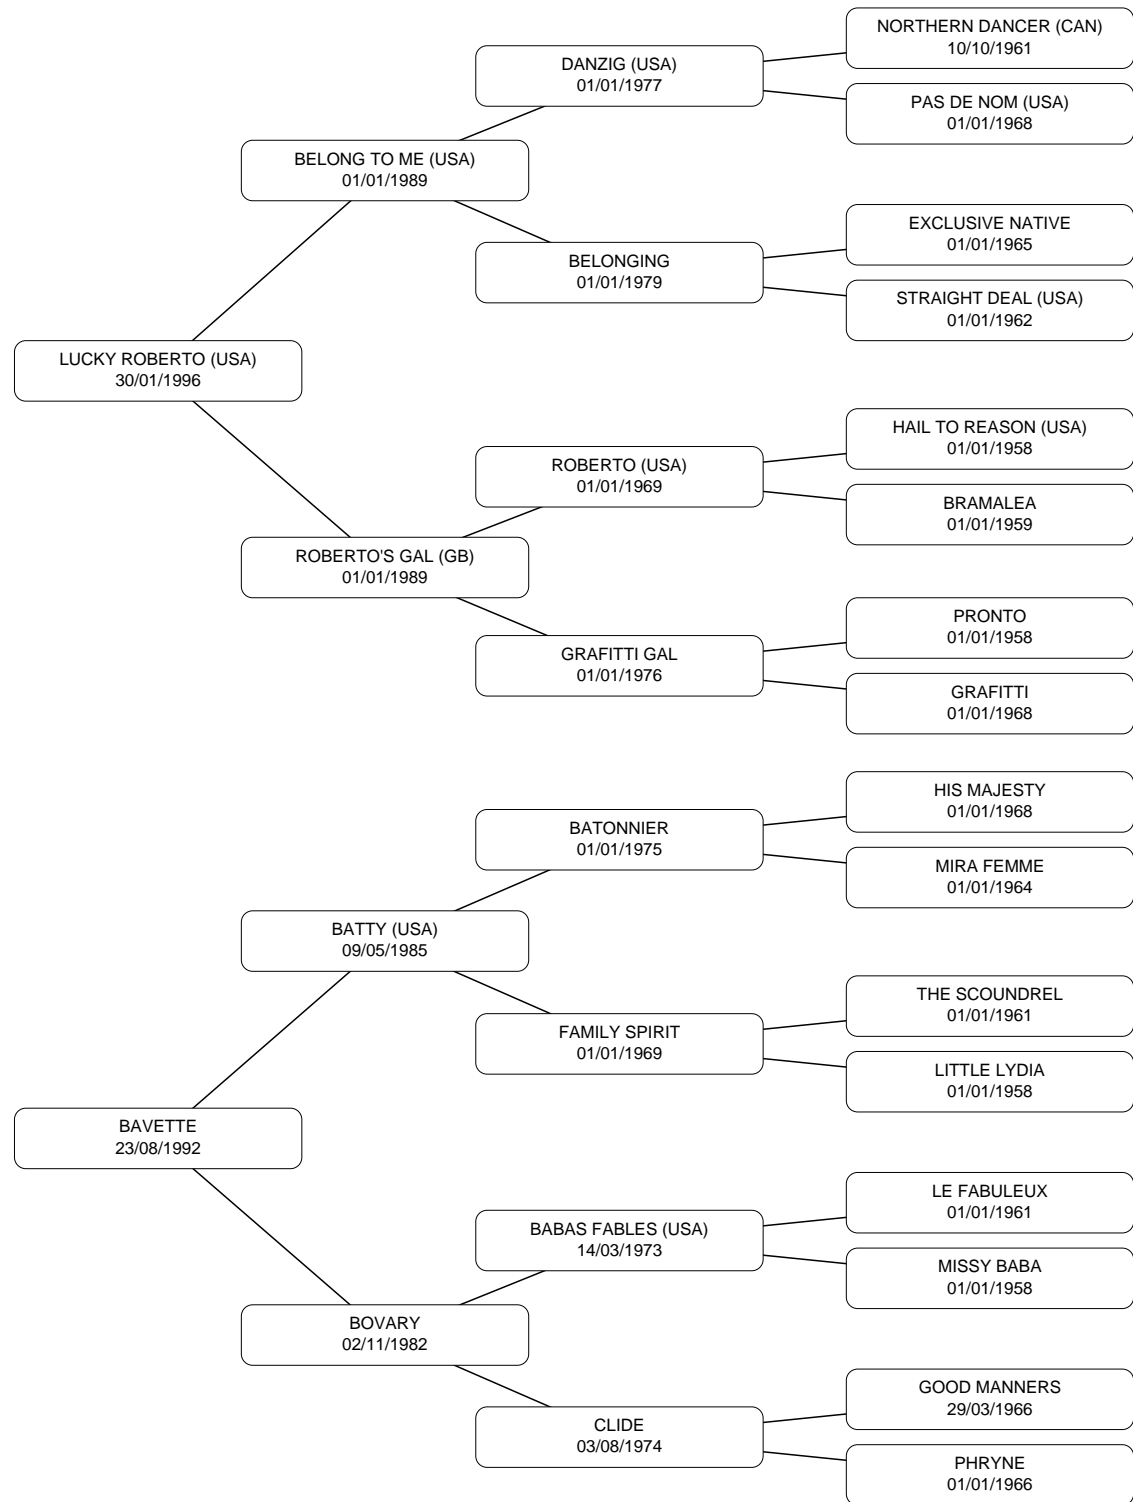 NORTHERN DANCER (CAN)
10/10/1961
DANZIG (USA)
01/01/1977
PAS DE NOM (USA)
01/01/1968
BELONG TO ME (USA)
01/01/1989
EXCLUSIVE NATIVE
01/01/1965
BELONGING
01/01/1979
STRAIGHT DEAL (USA)
01/01/1962
LUCKY ROBERTO (USA)
30/01/1996
HAIL TO REASON (USA)
01/01/1958
ROBERTO (USA)
01/01/1969
BRAMALEA
01/01/1959
ROBERTO'S GAL (GB)
01/01/1989
PRONTO
01/01/1958
GRAFITTI GAL
01/01/1976
GRAFITTI
01/01/1968
HIS MAJESTY
01/01/1968
BATONNIER
01/01/1975
MIRA FEMME
01/01/1964
BATTY (USA)
09/05/1985
THE SCOUNDREL
01/01/1961
FAMILY SPIRIT
01/01/1969
LITTLE LYDIA
01/01/1958
BAVETTE
23/08/1992
LE FABULEUX
01/01/1961
BABAS FABLES (USA)
14/03/1973
MISSY BABA
01/01/1958
BOVARY
02/11/1982
GOOD MANNERS
29/03/1966
CLIDE
03/08/1974
PHRYNE
01/01/1966